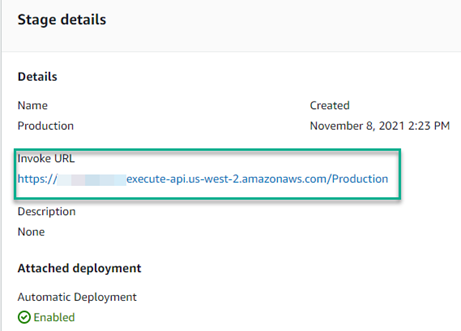 Stage details
Details
Name Created
Production November 8, 2021 2:23 PM
Invoke URL
https:// execute-api.us-west-2.amazonaws.com/Production
Description
None
Attached deployment
Automatic Deployment
Enabled